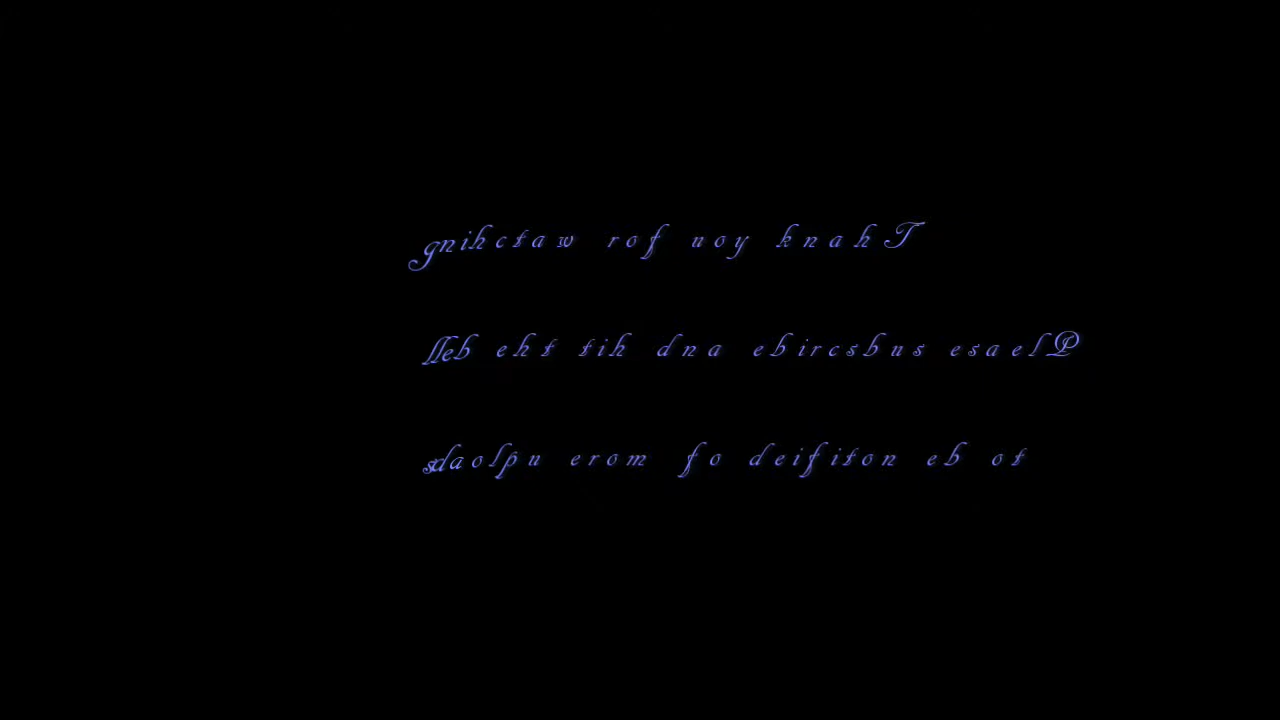 gnihctaw rof uoy knahT
lleb eht tih dna ebircsbus esaelP
sdaolpu erom fo deifiton eb ot